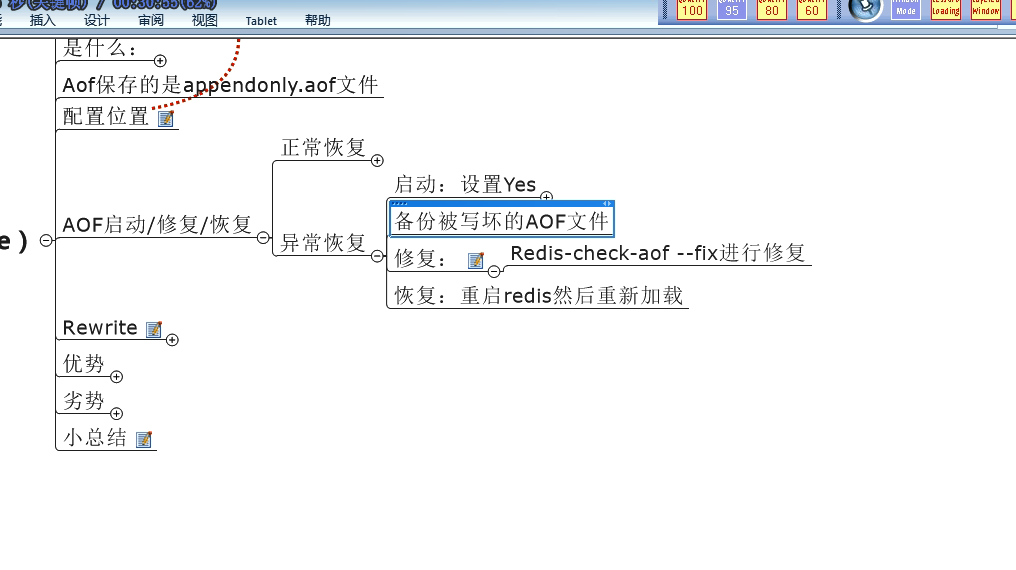 插入 设计 审阅 视图 Tablet 帮助
100 95 80 60 Mode Loading Window
是什么：
Aof保存的是appendonly.aof文件
配置位置
正常恢复
启动：设置Yes
备份被写坏的AOF文件
AOF启动/修复/恢复
异常恢复
e）
修复：
Redis-check-aof --fix进行修复
恢复：重启redis然后重新加载
Rewrite
优势
劣势
小总结